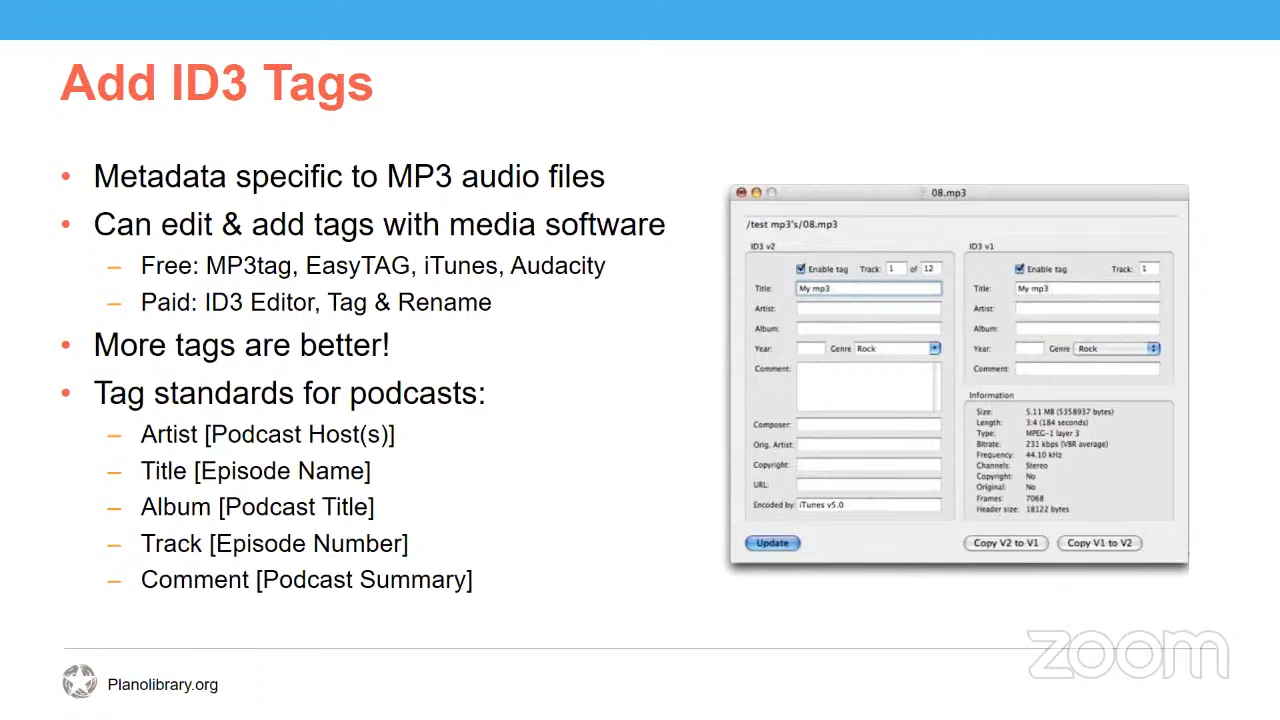 Add ID3 Tags
• Metadata specific to MP3 audio files
• Can edit & add tags with media software
– Free: MP3tag, EasyTAG, iTunes, Audacity
– Paid: ID3 Editor, Tag & Rename
• More tags are better!
• Tag standards for podcasts:
– Artist [Podcast Host(s)]
– Title [Episode Name]
– Album [Podcast Title]
– Track [Episode Number]
– Comment [Podcast Summary]
08.mp3
/test mp3's/08.mp3
ID3 v2
Enable tag Track: 1 of 12
Title: My mp3
Artist:
Album:
Year: Genre Rock
Comment:
Composer:
Orig. Artist:
Copyright:
URL:
Encoded by: iTunes v5.0
Update
ID3 v1
Enable tag Track: 1
Title: My mp3
Artist:
Album:
Year: Genre Rock
Comment:
Information
Size: 5.11 MB (5358937 bytes)
Length: 3:4 (184 seconds)
Type: MPEG-1 layer 3
Bitrate: 231 kbps (VBR average)
Frequency: 44.10 kHz
Channels: Stereo
Copyright: No
Original: No
Frames: 7068
Header size: 18122 bytes
Copy V2 to V1 Copy V1 to V2
zoom
Planolibrary.org